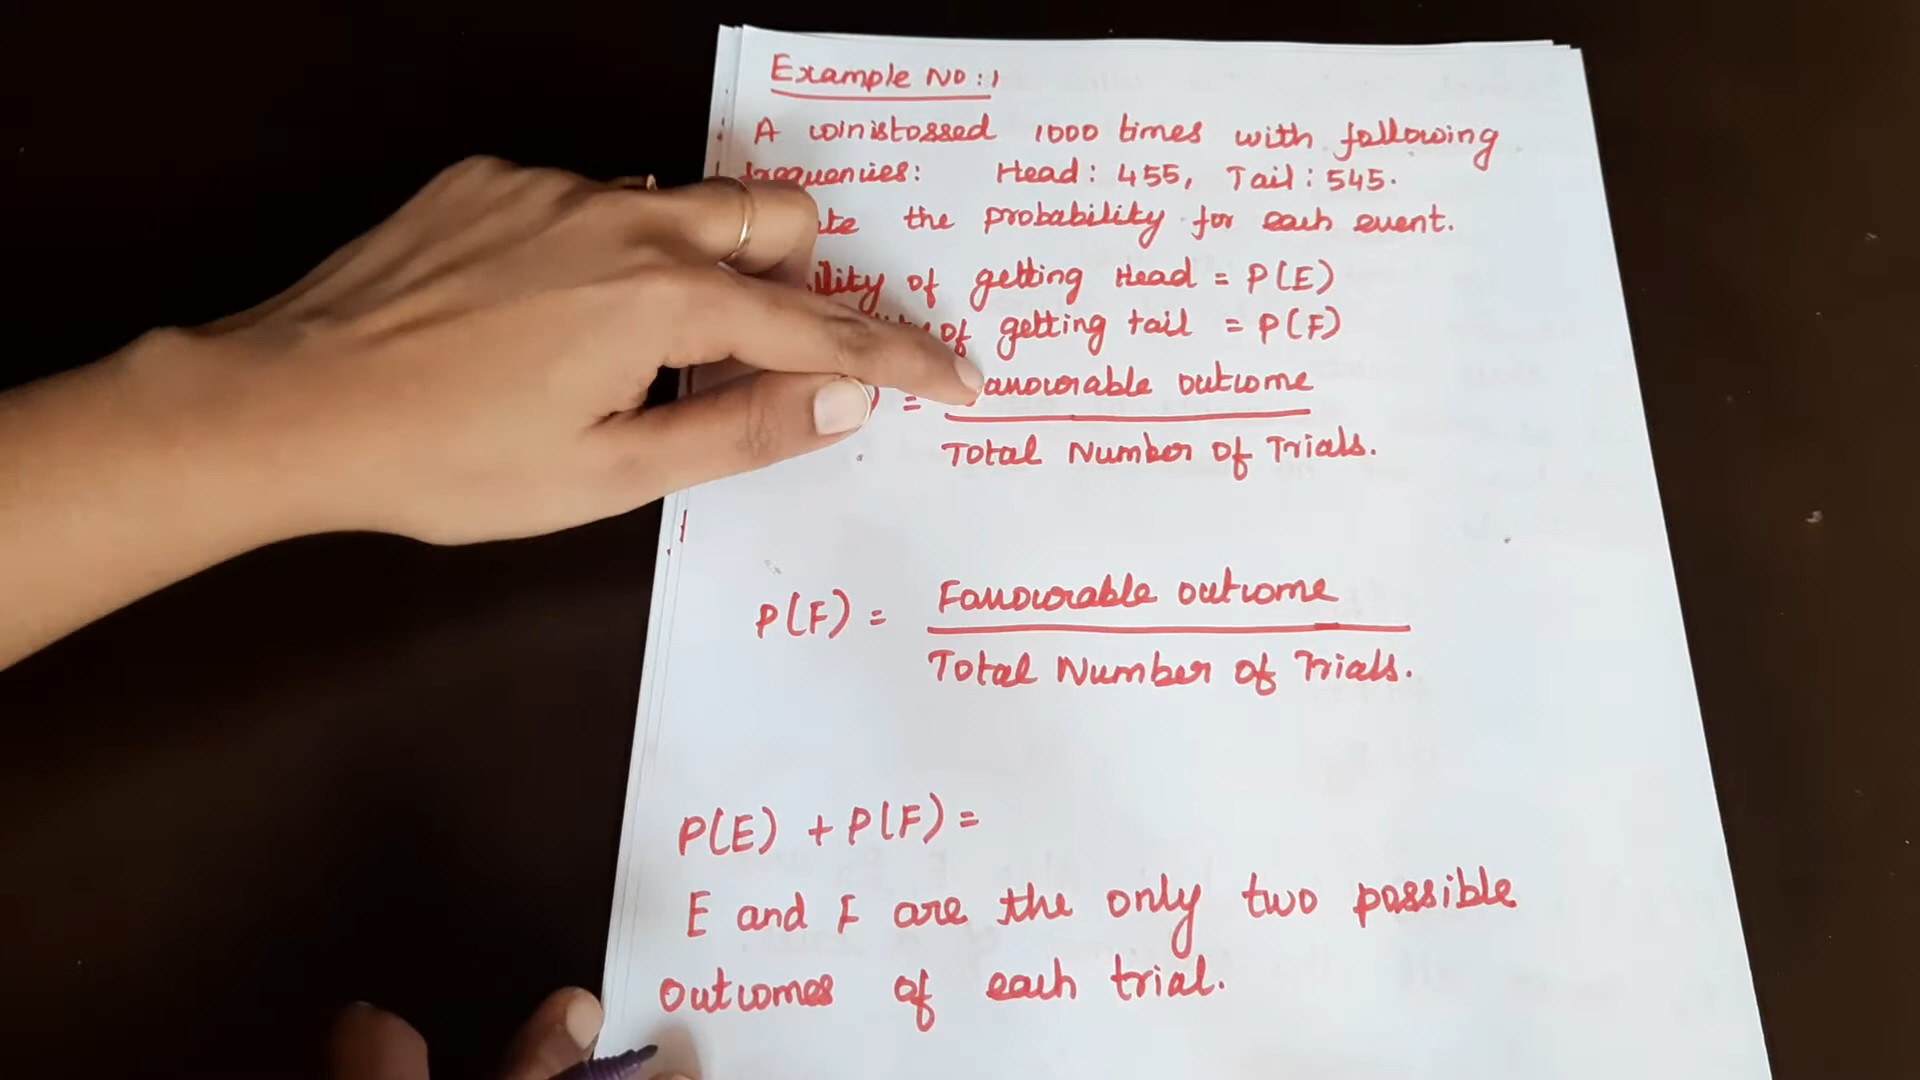 Example No: 1
A coin is tossed 1000 times with following
frequencies: Head: 455, Tail: 545.
the probability for each event.
of getting Head = P(E)
of getting tail = P(F)
= Favourable outcome
Total Number of Trials.
P(F) = Favourable outcome
Total Number of Trials.
P(E) + P(F) =
E and F are the only two possible
outcomes of each trial.